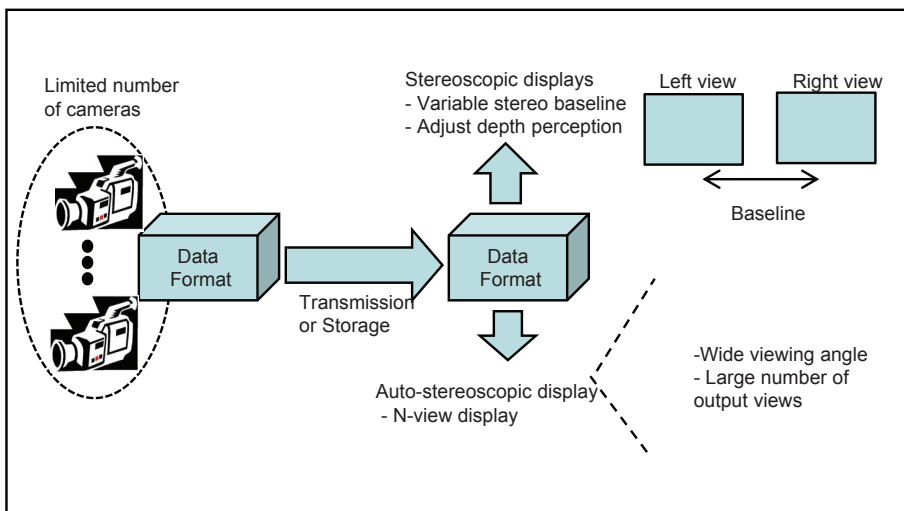 Limited number
of cameras
Data
Format
Transmission
or Storage
Data
Format
Stereoscopic displays
- Variable stereo baseline
- Adjust depth perception
Left view
Right view
Baseline
Auto-stereoscopic display
- N-view display
-Wide viewing angle
- Large number of
output views